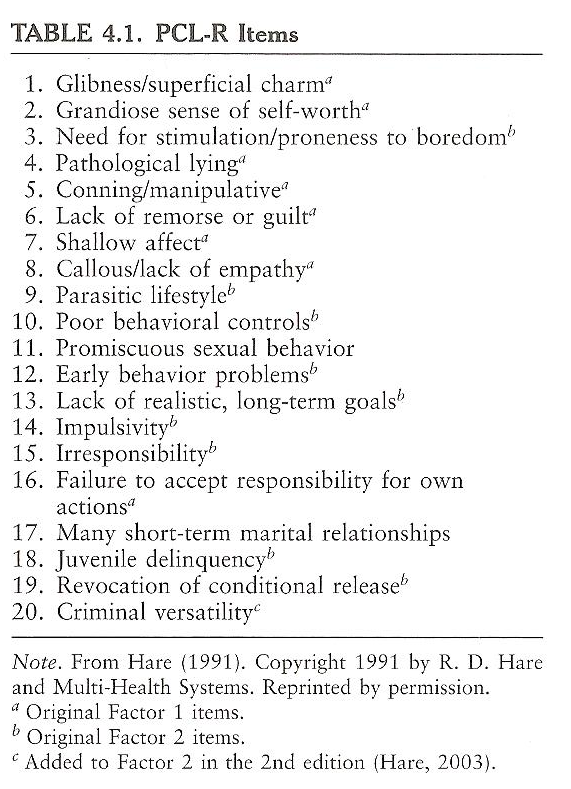 TABLE 4.1. PCL-R Items
1. Glibness/superficial charmᵃ
2. Grandiose sense of self-worthᵃ
3. Need for stimulation/proneness to boredomᵇ
4. Pathological lyingᵃ
5. Conning/manipulativeᵃ
6. Lack of remorse or guiltᵃ
7. Shallow affectᵃ
8. Callous/lack of empathyᵃ
9. Parasitic lifestyleᵇ
10. Poor behavioral controlsᵇ
11. Promiscuous sexual behavior
12. Early behavior problemsᵇ
13. Lack of realistic, long-term goalsᵇ
14. Impulsivityᵇ
15. Irresponsibilityᵇ
16. Failure to accept responsibility for own
actionsᵃ
17. Many short-term marital relationships
18. Juvenile delinquencyᵇ
19. Revocation of conditional releaseᵇ
20. Criminal versatilityᶜ
Note. From Hare (1991). Copyright 1991 by R. D. Hare
and Multi-Health Systems. Reprinted by permission.
ᵃ Original Factor 1 items.
ᵇ Original Factor 2 items.
ᶜ Added to Factor 2 in the 2nd edition (Hare, 2003).